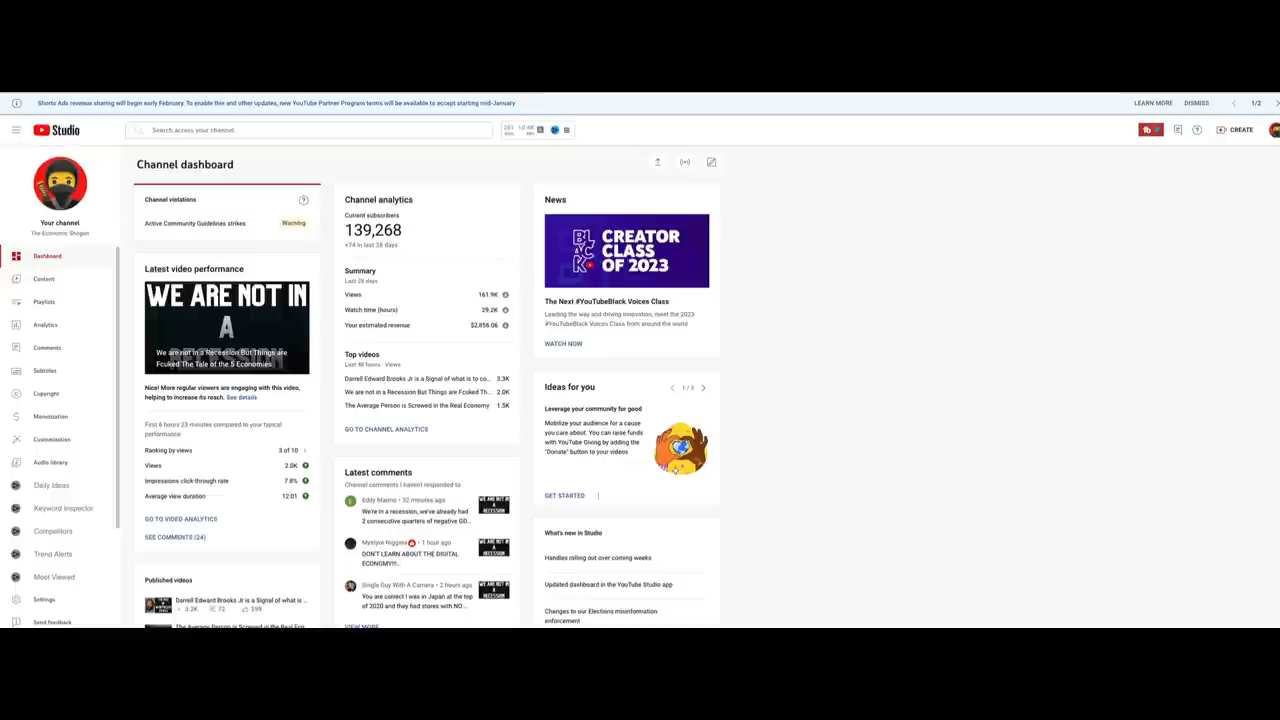 Shorts Ads revenue sharing will begin early February. To enable this and other updates, new YouTube Partner Program terms will be available to accept starting mid-January
LEARN MORE
DISMISS
1/2
Studio
Search across your channel
CREATE
Your channel
The Economic Shogun
Dashboard
Content
Playlists
Analytics
Comments
Subtitles
Copyright
Monetization
Customization
Audio library
Daily Ideas
Keyword Inspector
Competitors
Trend Alerts
Most Viewed
Settings
Send feedback
Channel dashboard
Channel violations
Active Community Guidelines strikes
Warning
Latest video performance
WE ARE NOT IN
A
RECESSION
We are not in a Recession But Things are
Fcuked The Tale of the 5 Economies
Nice! More regular viewers are engaging with this video,
helping to increase its reach. See details
First 6 hours 23 minutes compared to your typical
performance:
Ranking by views 3 of 10
Views 2.0K
Impressions click-through rate 7.8%
Average view duration 12:01
GO TO VIDEO ANALYTICS
SEE COMMENTS (24)
Published videos
Darrell Edward Brooks Jr is a Signal of what is ...
3.2K 72 259
The Average Person is Screwed in the Real Eco
Channel analytics
Current subscribers
139,268
+74 in last 28 days
Summary
Last 28 days
Views 161.9K
Watch time (hours) 29.2K
Your estimated revenue $2,856.06
Top videos
Last 48 hours · Views
Darrell Edward Brooks Jr is a Signal of what is to co... 3.3K
We are not in a Recession But Things are Fcuked Th... 2.0K
The Average Person is Screwed in the Real Economy 1.5K
GO TO CHANNEL ANALYTICS
Latest comments
Channel comments I haven't responded to
32 minutes ago
We're in a recession, we've already had
2 consecutive quarters of negative GD...
1 hour ago
DON'T LEARN ABOUT THE DIGITAL
ECONOMY!!...
Single Guy With A Camera • 2 hours ago
You are correct I was in Japan at the top
of 2020 and they had stores with NO ...
VIEW MORE
News
BLACK
CREATOR
CLASS
OF 2023
The Next #YouTubeBlack Voices Class
Leading the way and driving innovation, meet the 2023
#YouTubeBlack Voices Class from around the world
WATCH NOW
Ideas for you
1 / 3
Leverage your community for good
Mobilize your audience for a cause
you care about. You can raise funds
with YouTube Giving by adding the
"Donate" button to your videos
GET STARTED
What's new in Studio
Handles rolling out over coming weeks
Updated dashboard in the YouTube Studio app
Changes to our Elections misinformation
enforcement